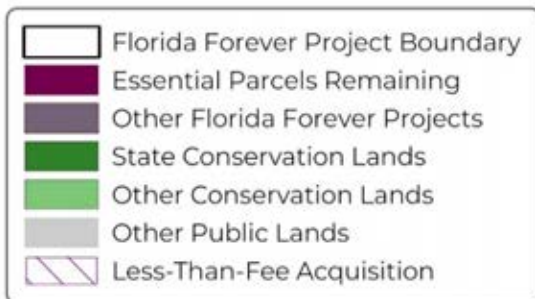 Florida Forever Project Boundary
Essential Parcels Remaining
Other Florida Forever Projects
State Conservation Lands
Other Conservation Lands
Other Public Lands
Less-Than-Fee Acquisition